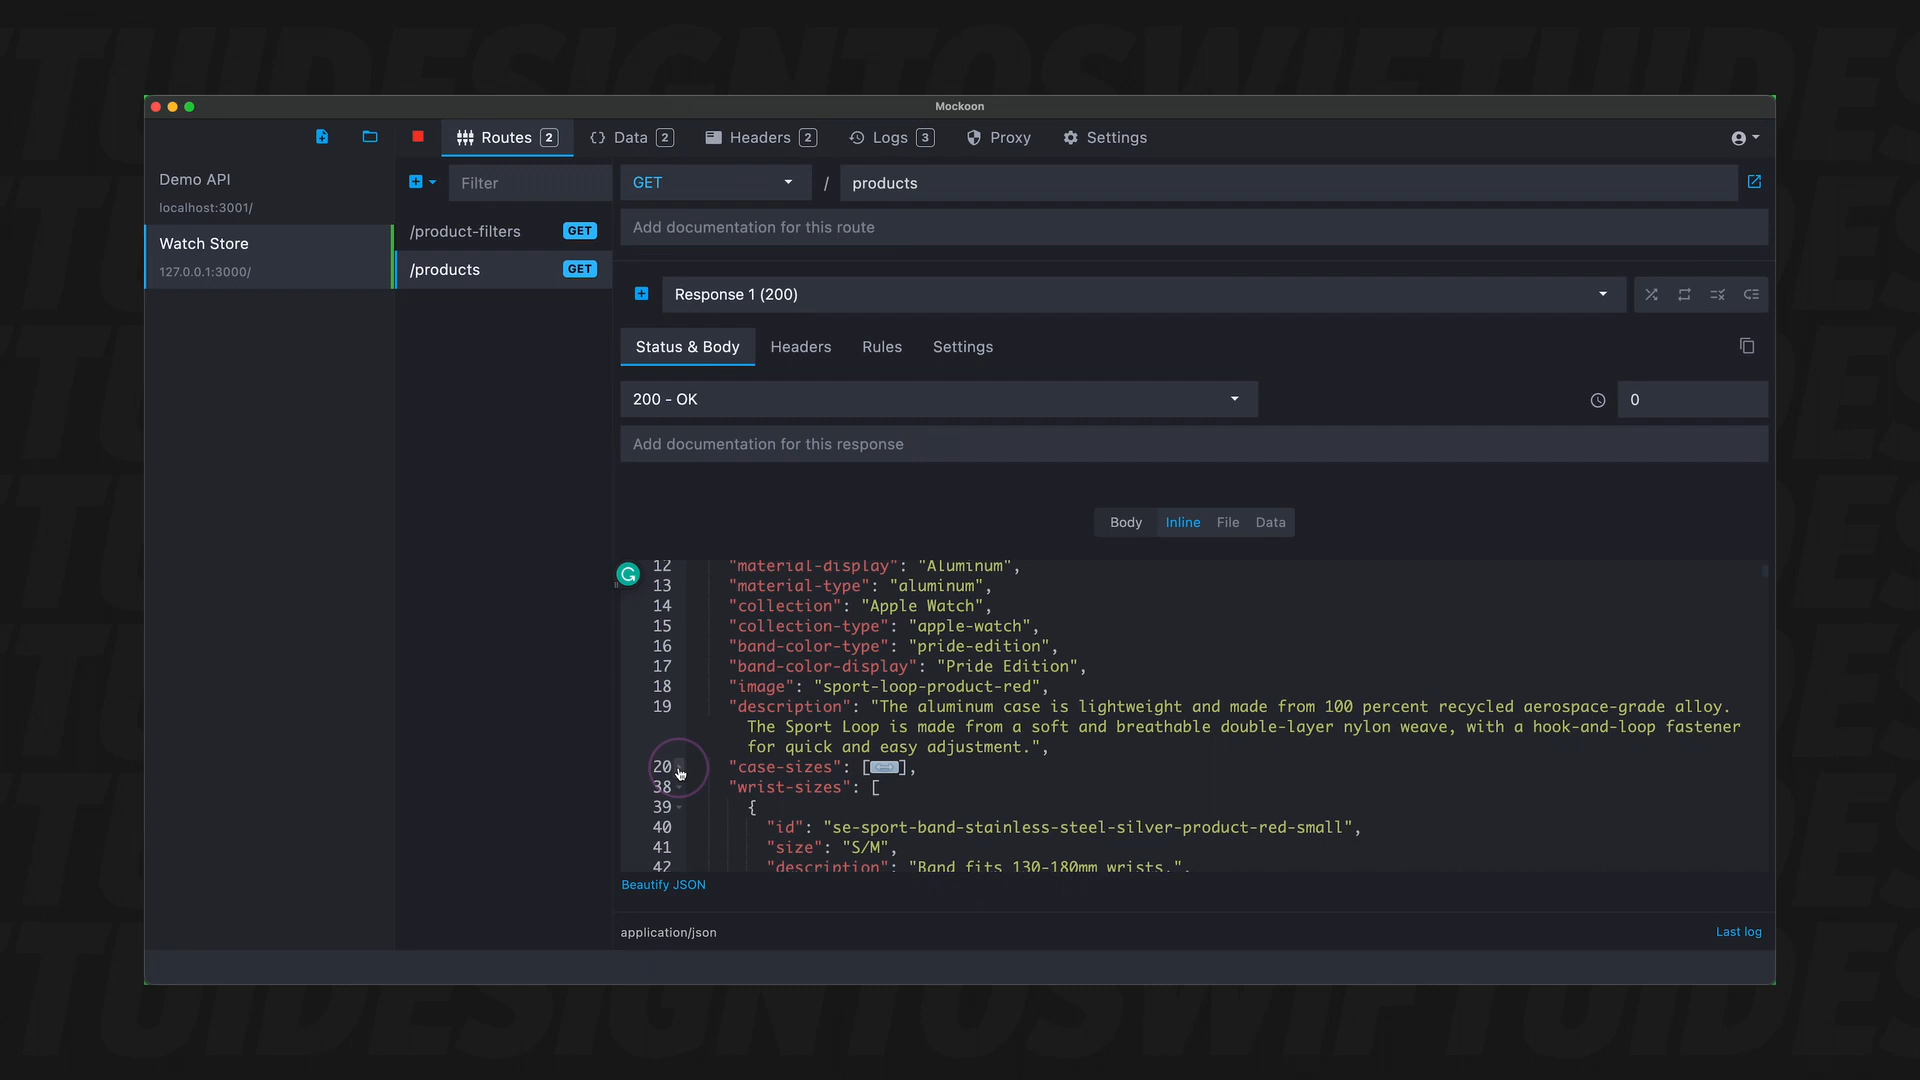 Mockoon
Routes 2
Data 2
Headers 2
Logs 3
Proxy
Settings
Demo API
localhost:3001/
Watch Store
127.0.0.1:3000/
Filter
/product-filters GET
/products GET
GET
/
products
Add documentation for this route
Response 1 (200)
Status & Body
Headers
Rules
Settings
200 - OK
0
Add documentation for this response
Body Inline File Data
12 "material-display": "Aluminum",
13 "material-type": "aluminum",
14 "collection": "Apple Watch",
15 "collection-type": "apple-watch",
16 "band-color-type": "pride-edition",
17 "band-color-display": "Pride Edition",
18 "image": "sport-loop-product-red",
19 "description": "The aluminum case is lightweight and made from 100 percent recycled aerospace-grade alloy.
The Sport Loop is made from a soft and breathable double-layer nylon weave, with a hook-and-loop fastener
for quick and easy adjustment.",
20 "case-sizes": [↔],
38 "wrist-sizes": [
39 {
40 "id": "se-sport-band-stainless-steel-silver-product-red-small",
41 "size": "S/M",
42 "description": "Band fits 130-180mm wrists.",
Beautify JSON
application/json
Last log